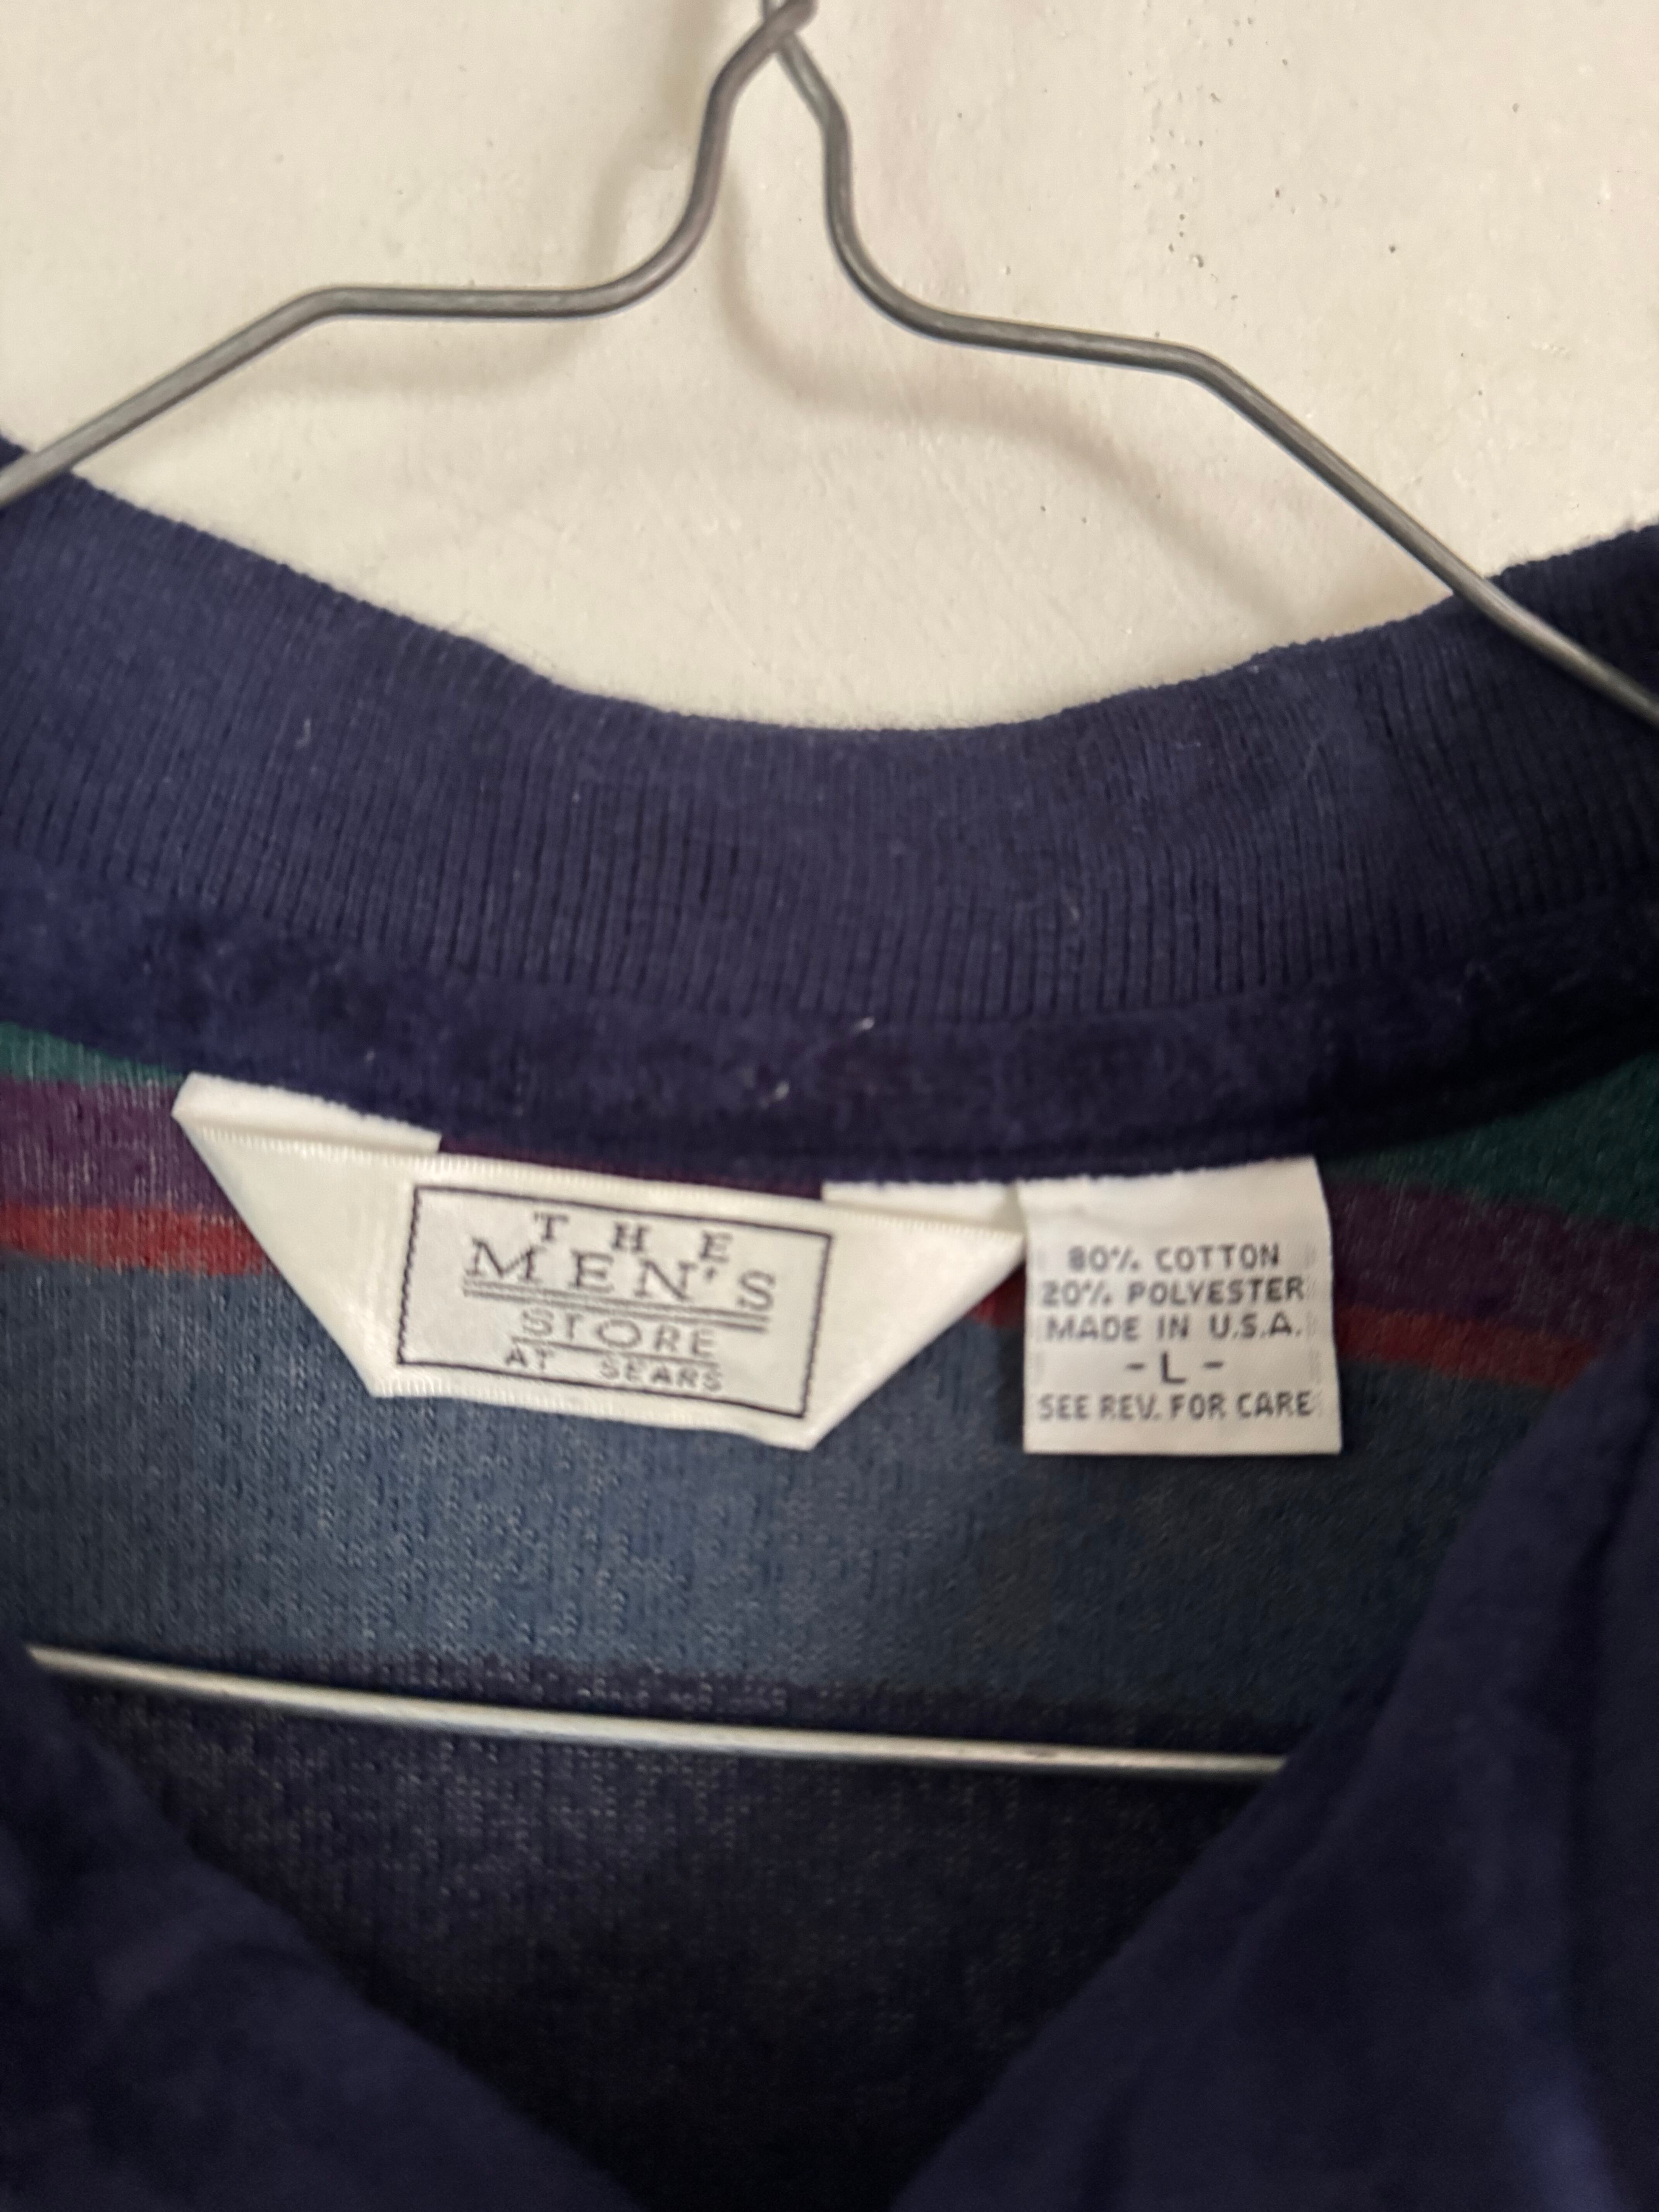 THE
MEN'S
STORE
AT SEARS
80% COTTON
20% POLYESTER
MADE IN U.S.A.
- L -
SEE REV. FOR CARE